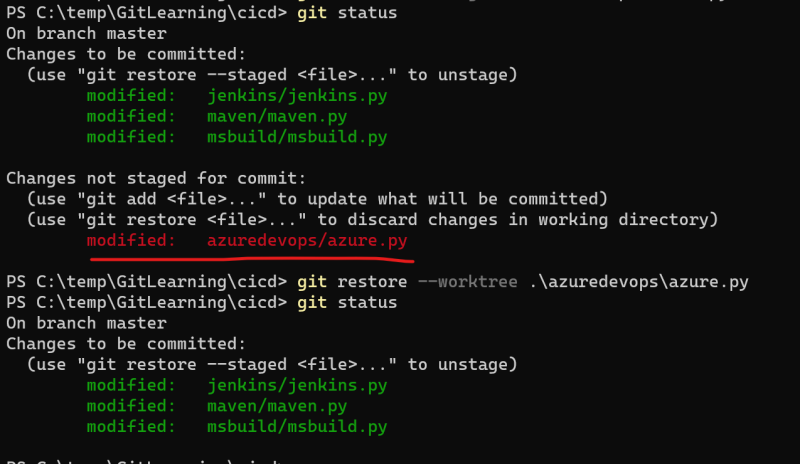 PS C:\temp\GitLearning\cicd> git status
On branch master
Changes to be committed:
  (use "git restore --staged <file>..." to unstage)
        modified:   jenkins/jenkins.py
        modified:   maven/maven.py
        modified:   msbuild/msbuild.py
Changes not staged for commit:
  (use "git add <file>..." to update what will be committed)
  (use "git restore <file>..." to discard changes in working directory)
        modified:   azuredevops/azure.py
PS C:\temp\GitLearning\cicd> git restore --worktree .\azuredevops\azure.py
PS C:\temp\GitLearning\cicd> git status
On branch master
Changes to be committed:
  (use "git restore --staged <file>..." to unstage)
        modified:   jenkins/jenkins.py
        modified:   maven/maven.py
        modified:   msbuild/msbuild.py
PS C:\temp\GitLearning\cicd>